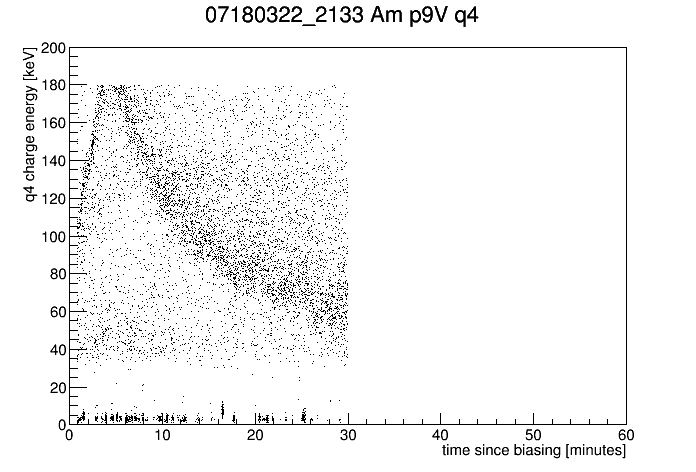 07180322_2133 Am p9V q4
q4 charge energy [keV]
200
180
160
140
120
100
80
60
40
20
0
0 10 20 30 40 50 60
time since biasing [minutes]